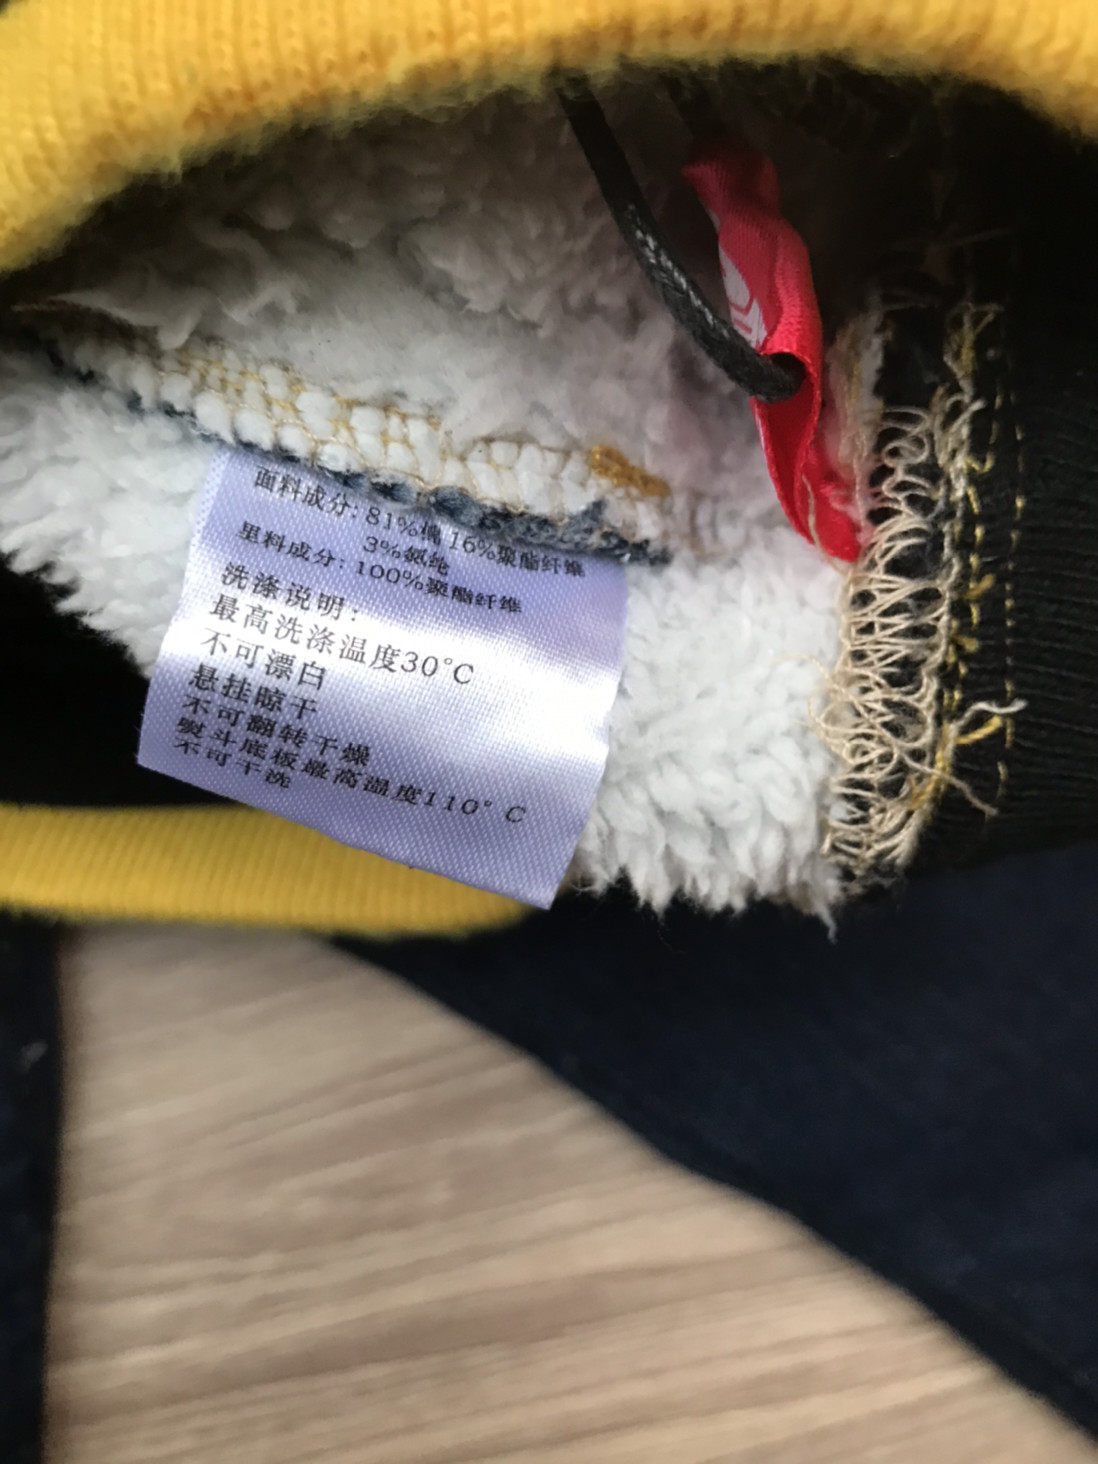 面料成分: 81%棉 16%聚酯纤维
3%氨纶
里料成分: 100%聚酯纤维
洗涤说明:
最高洗涤温度30°C
不可漂白
悬挂晾干
不可翻转干燥
熨斗底板最高温度110°C
不可干洗